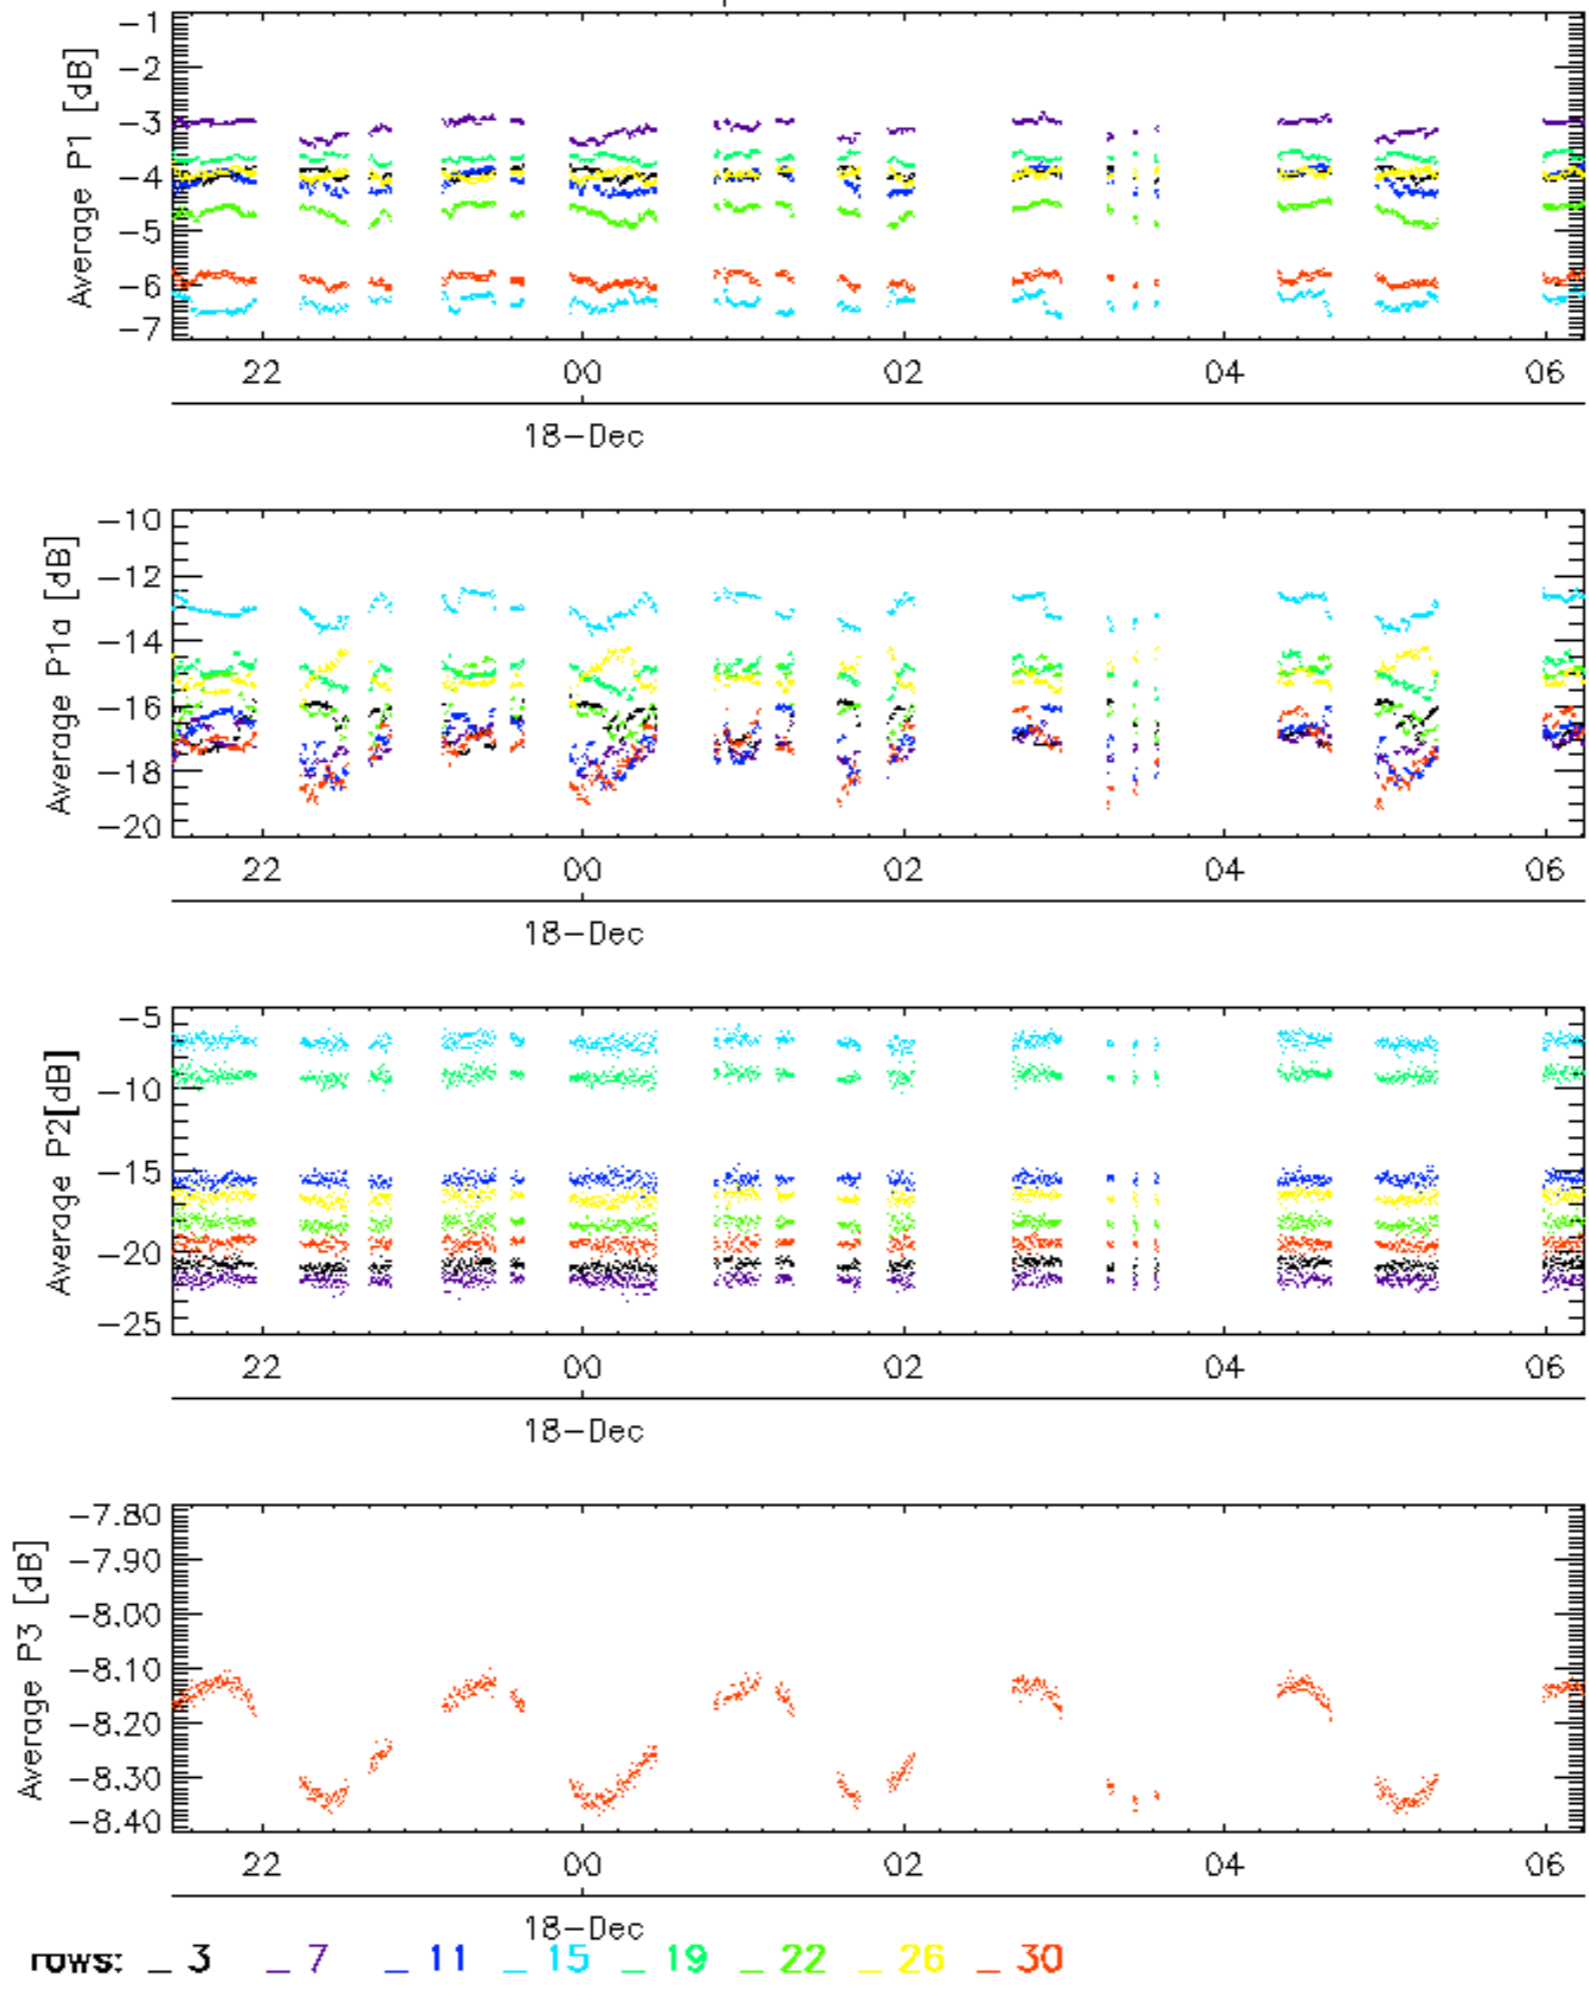 Average P1 [dB]
-1
-2
-3
-4
-5
-6
-7
22 00 02 04 06
18-Dec
Average P1a [dB]
-10
-12
-14
-16
-18
-20
22 00 02 04 06
18-Dec
Average P2[dB]
-5
-10
-15
-20
-25
22 00 02 04 06
18-Dec
Average P3 [dB]
-7.80
-7.90
-8.00
-8.10
-8.20
-8.30
-8.40
22 00 02 04 06
18-Dec
rows: _ 3 _ 7 _ 11 _ 15 _ 19 _ 22 _ 26 _ 30